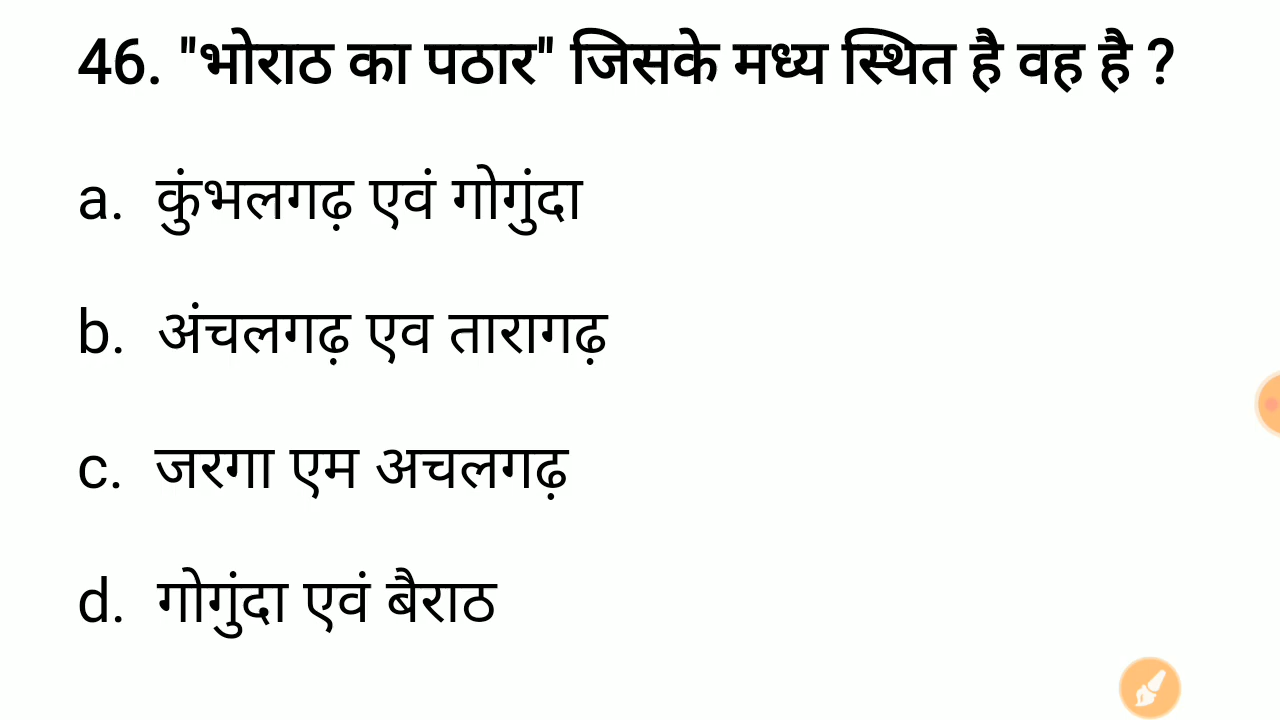 46. "भोराठ का पठार" जिसके मध्य स्थित है वह है ?
a. कुंभलगढ़ एवं गोगुंदा
b. अंचलगढ़ एव तारागढ़
c. जरगा एम अचलगढ़
d. गोगुंदा एवं बैराठ